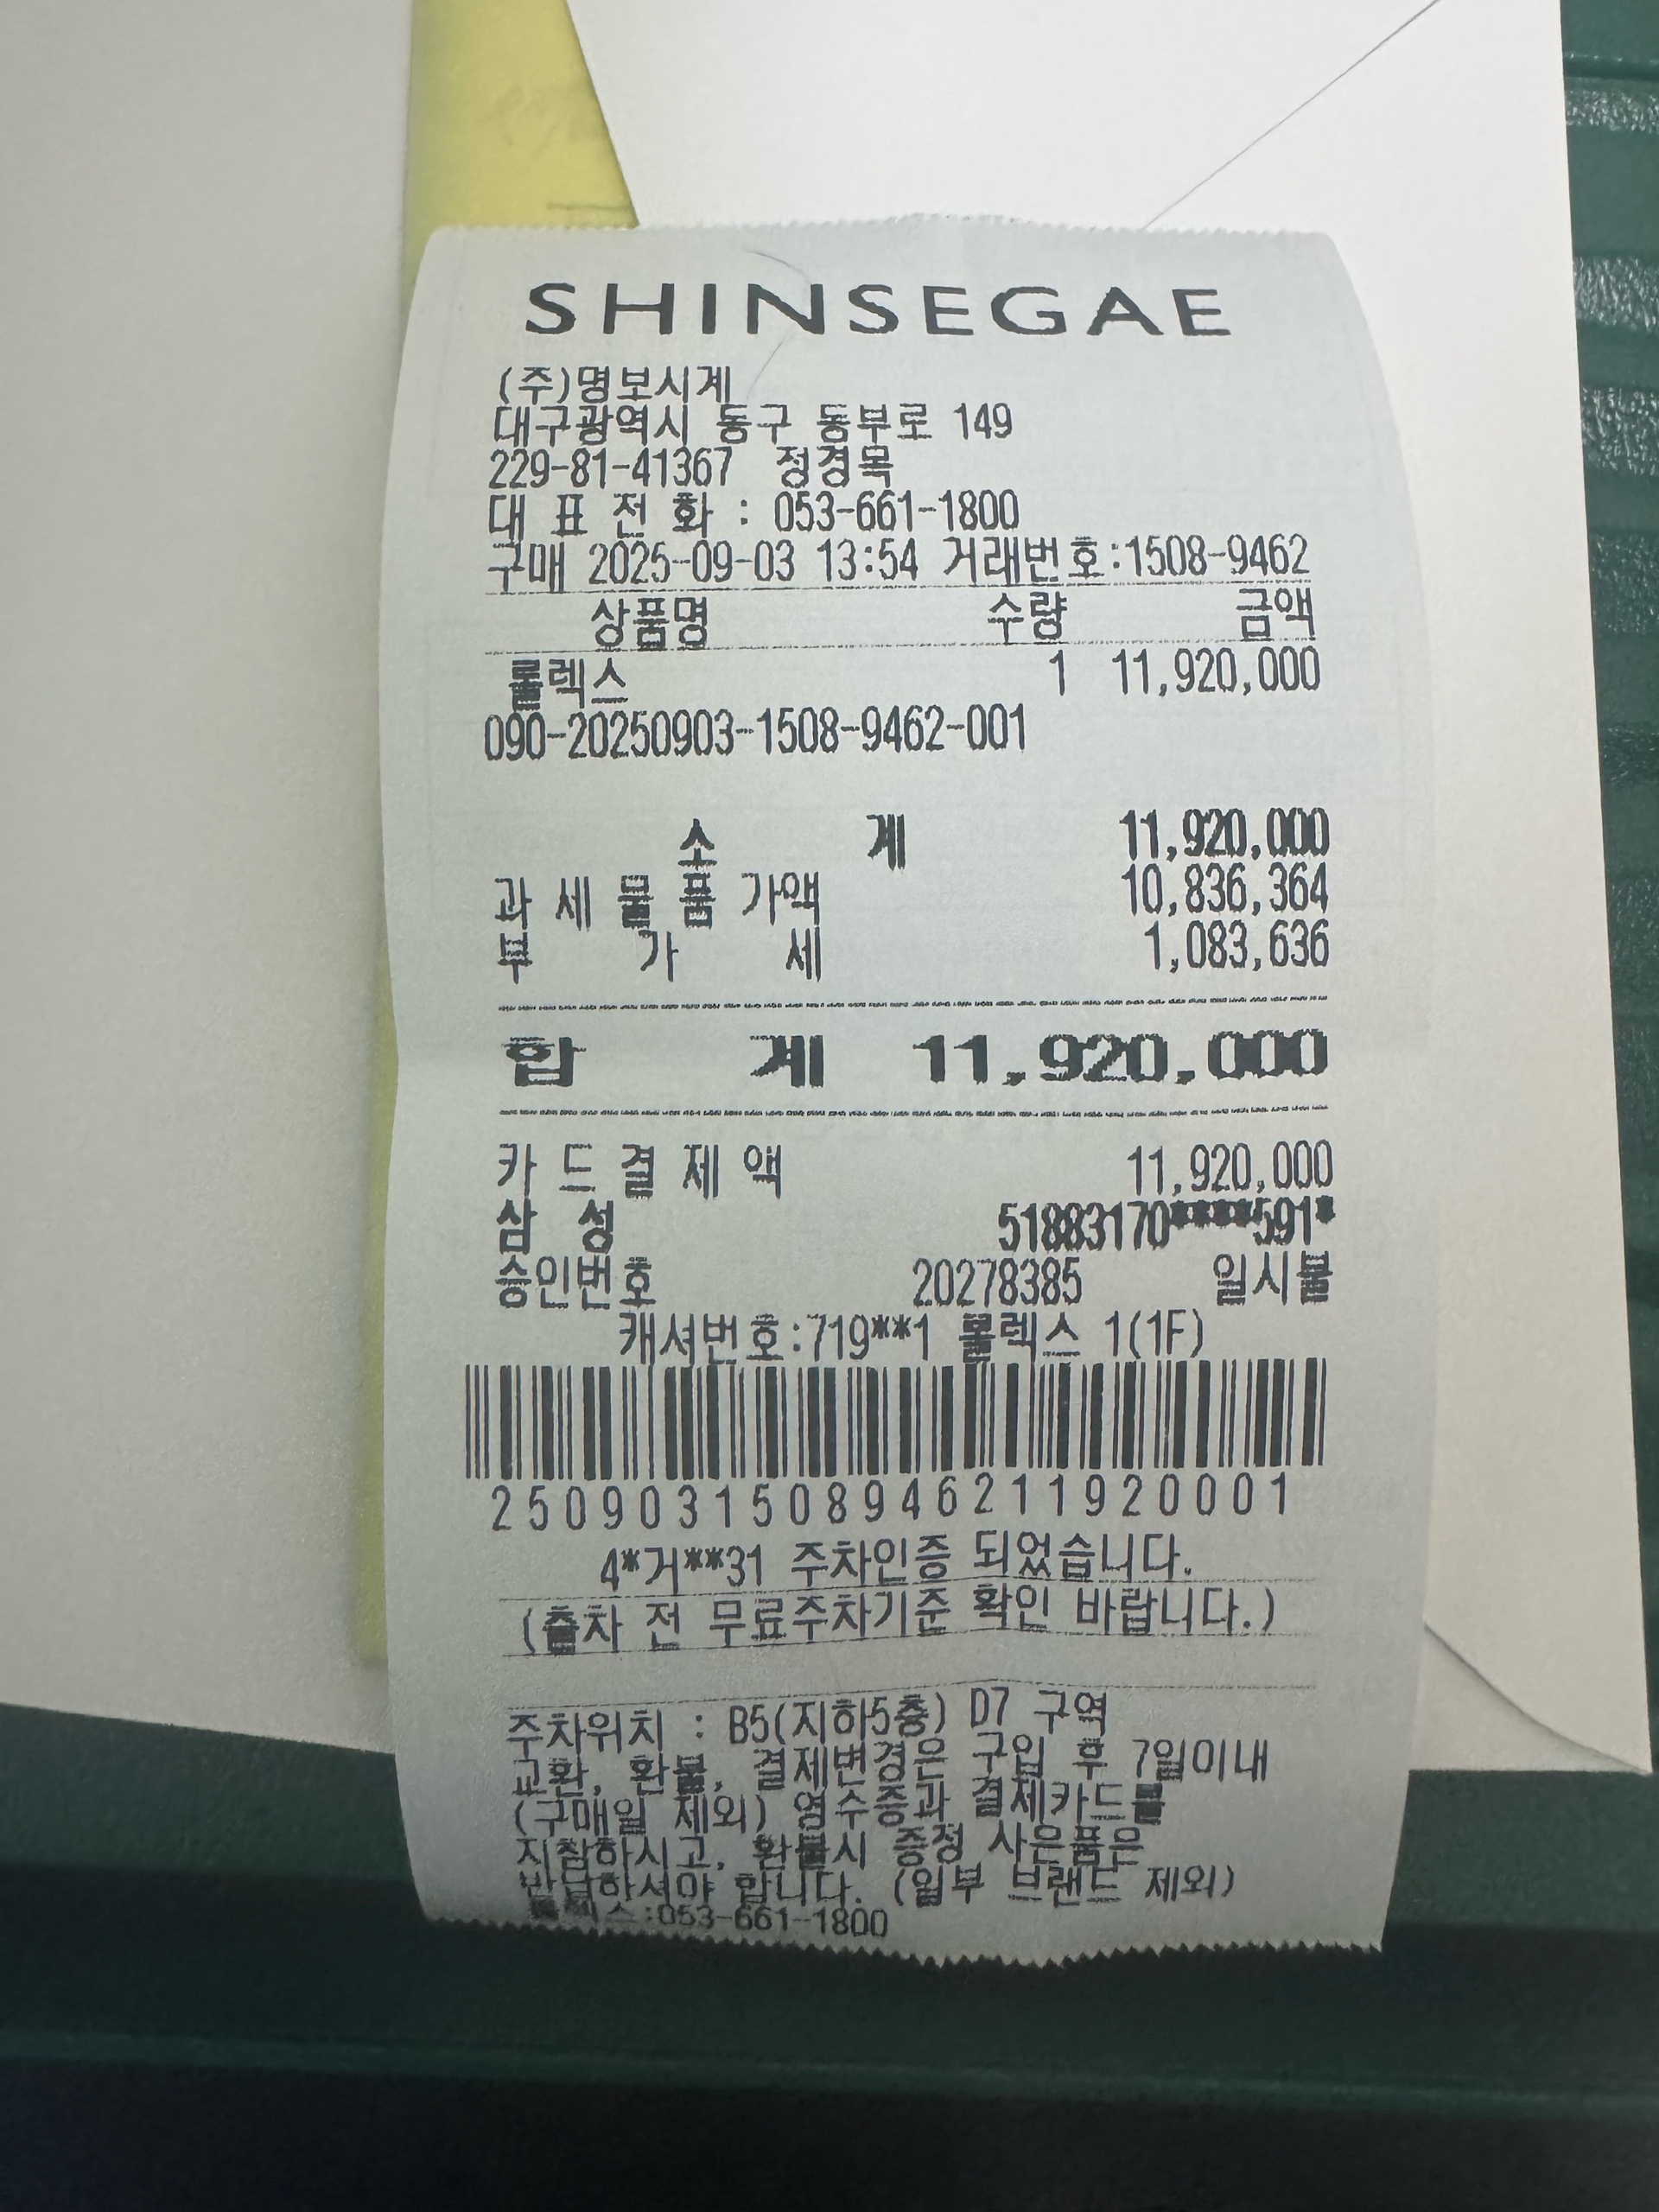 SHINSEGAE
(주)명보시계
대구광역시 동구 동부로 149
229-81-41367 정경목
대 표 전 화 : 053-661-1800
구매 2025-09-03 13:54 거래번호:1508-9462
상품명 수량 금액
롤렉스 1 11,920,000
090-20250903-1508-9462-001
소 계 11,920,000
과 세 물 품 가액 10,836,364
부 가 세 1,083,636
합 계 11,920,000
카 드 결 제 액 11,920,000
삼 성 51883170****591*
승인번호 20278385 일시불
캐셔번호:719**1 롤렉스 1(1F)
2509031508946211920001
4*거**31 주차인증 되었습니다.
(출차 전 무료주차기준 확인 바랍니다.)
주차위치 : B5(지하5층) D7 구역
교환, 환불, 결제변경은 구입 후 7일이내
(구매일 제외) 영수증과 결제카드를
지참하시고, 환불시 증정 사은품은
반납하셔야 합니다. (일부 브랜드 제외)
롤렉스:053-661-1800